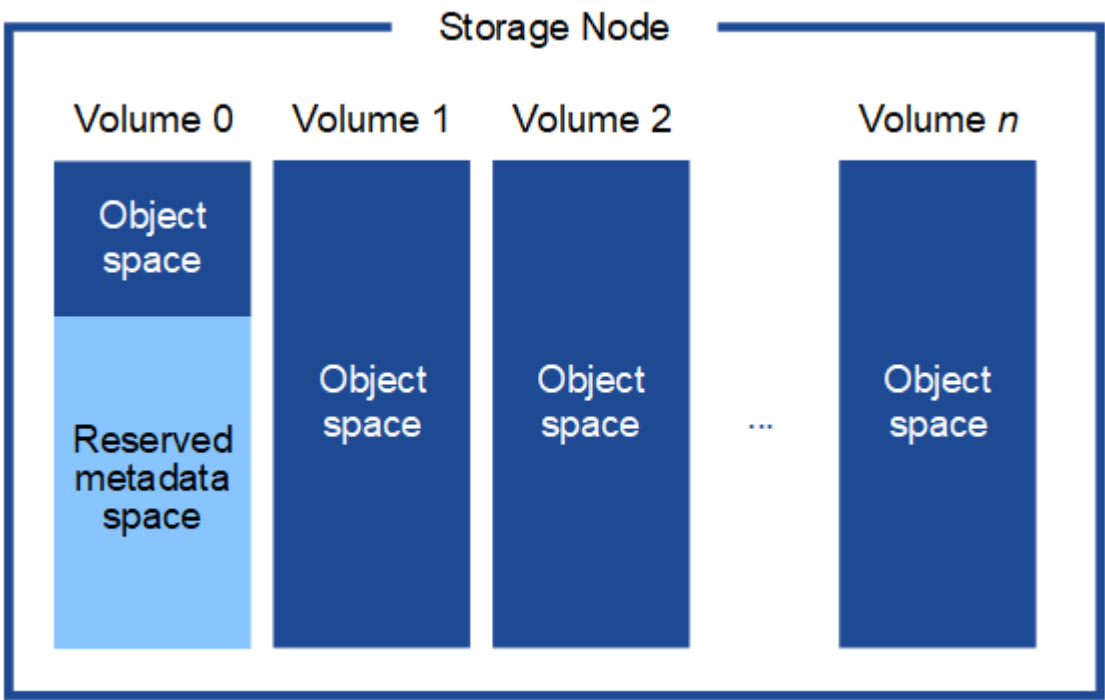 Storage Node
Volume 0
Volume 1
Volume 2
Volume n
Object
space
Reserved
metadata
space
Object
space
Object
space
...
Object
space